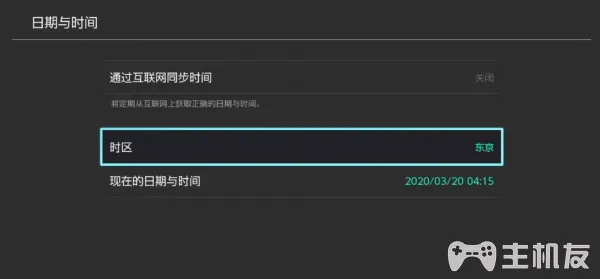 日期与时间
通过互联网同步时间 关闭
将定期从互联网上获取正确的日期与时间。
时区 东京
现在的日期与时间 2020/03/20 04:15
主机友